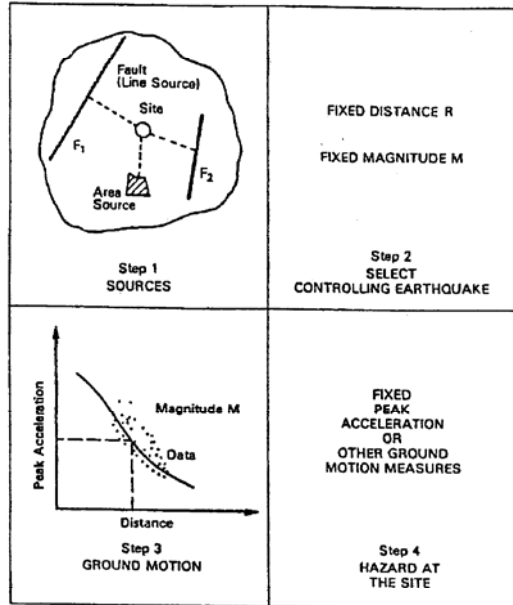 Fault
(Line Source)
Site
F1
F2
Area
Source
Step 1
SOURCES
FIXED DISTANCE R
FIXED MAGNITUDE M
Step 2
SELECT
CONTROLLING EARTHQUAKE
Peak Acceleration
Magnitude M
Data
Distance
Step 3
GROUND MOTION
FIXED
PEAK
ACCELERATION
OR
OTHER GROUND
MOTION MEASURES
Step 4
HAZARD AT
THE SITE